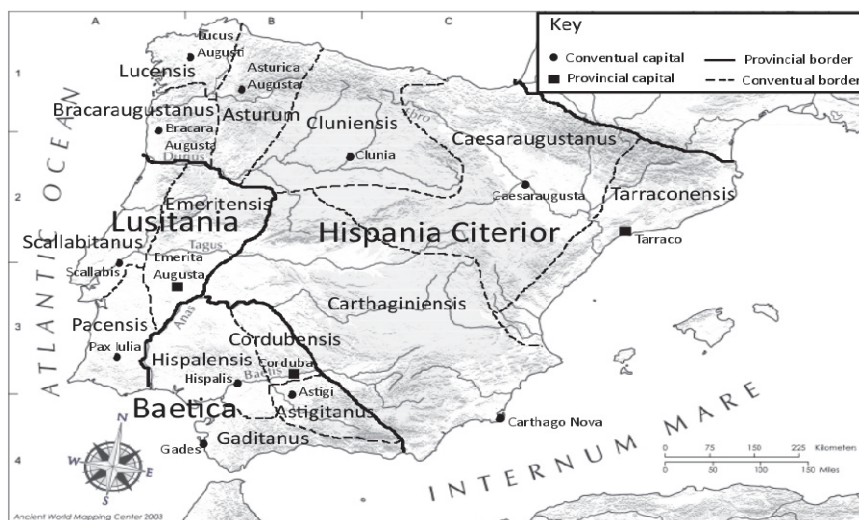 A
B
C
Key
Conventual capital
Provincial border
Provincial capital
Conventual border
1
2
3
4
ATLANTIC OCEAN
INTERNUM MARE
Lucus
Augusti
Lucensis
Asturica
Augusta
Bracaraugustanus
Asturum
Bracara
Augusta
Durius
Cluniensis
Clunia
Ebro
Caesaraugustanus
Caesaraugusta
Tarraconensis
Tarraco
Emeritensis
Lusitania
Hispania Citerior
Scallabitanus
Tagus
Scallabis
Emerita
Augusta
Carthaginiensis
Pacensis
Anas
Pax Iulia
Cordubensis
Hispalensis
Corduba
Baetis
Hispalis
Astigi
Baetica
Astigitanus
Gaditanus
Gades
Carthago Nova
N
W
E
S
0 75 150 225 Kilometers
0 50 100 150 Miles
Ancient World Mapping Center 2003